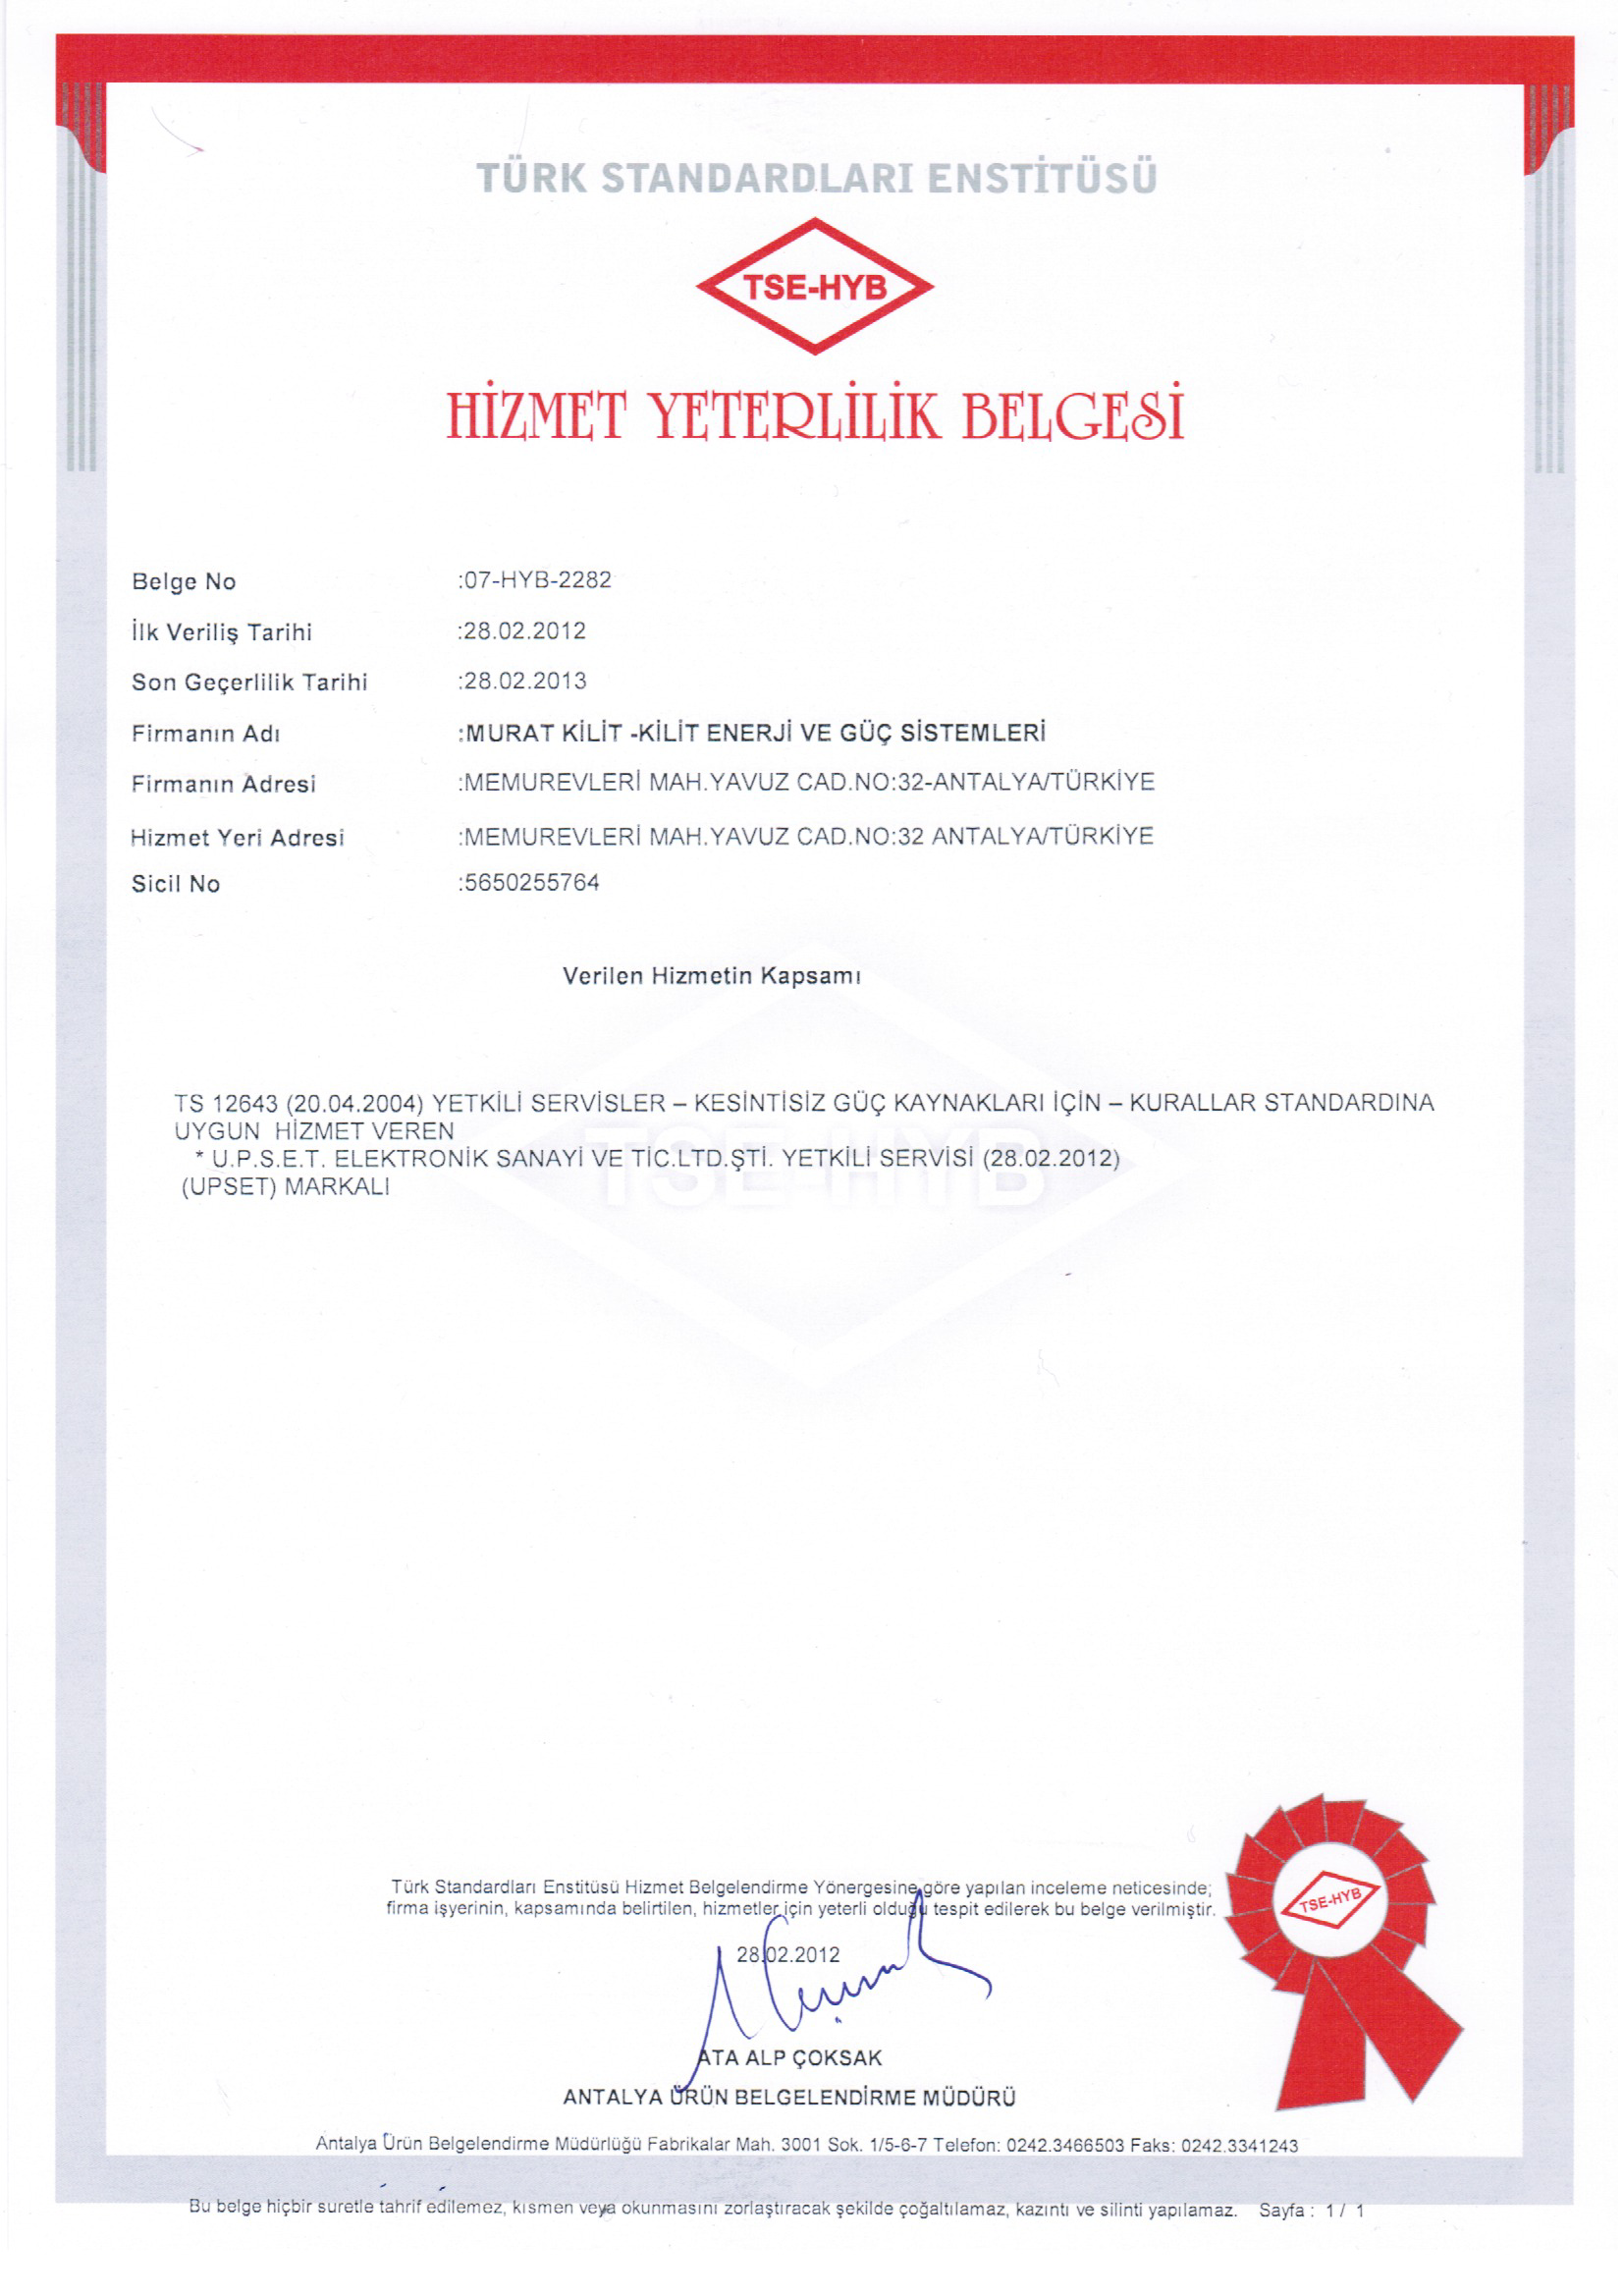 TÜRK STANDARDLARI ENSTİTÜSÜ
TSE-HYB
HİZMET YETERLİLİK BELGESİ
Belge No :07-HYB-2282
İlk Veriliş Tarihi :28.02.2012
Son Geçerlilik Tarihi :28.02.2013
Firmanın Adı :MURAT KİLİT -KİLİT ENERJİ VE GÜÇ SİSTEMLERİ
Firmanın Adresi :MEMUREVLERİ MAH.YAVUZ CAD.NO:32-ANTALYA/TÜRKİYE
Hizmet Yeri Adresi :MEMUREVLERİ MAH.YAVUZ CAD.NO:32 ANTALYA/TÜRKİYE
Sicil No :5650255764
Verilen Hizmetin Kapsamı
TS 12643 (20.04.2004) YETKİLİ SERVİSLER – KESİNTİSİZ GÜÇ KAYNAKLARI İÇİN – KURALLAR STANDARDINA
UYGUN HİZMET VEREN
* U.P.S.E.T. ELEKTRONİK SANAYİ VE TİC.LTD.ŞTİ. YETKİLİ SERVİSİ (28.02.2012)
(UPSET) MARKALI
TSE-HYB
Türk Standardları Enstitüsü Hizmet Belgelendirme Yönergesine göre yapılan inceleme neticesinde;
firma işyerinin, kapsamında belirtilen, hizmetler için yeterli olduğu tespit edilerek bu belge verilmiştir.
TSE-HYB
28.02.2012
ATA ALP ÇOKSAK
ANTALYA ÜRÜN BELGELENDİRME MÜDÜRÜ
Antalya Ürün Belgelendirme Müdürlüğü Fabrikalar Mah. 3001 Sok. 1/5-6-7 Telefon: 0242.3466503 Faks: 0242.3341243
Bu belge hiçbir suretle tahrif edilemez, kısmen veya okunmasını zorlaştıracak şekilde çoğaltılamaz, kazıntı ve silinti yapılamaz. Sayfa : 1 / 1